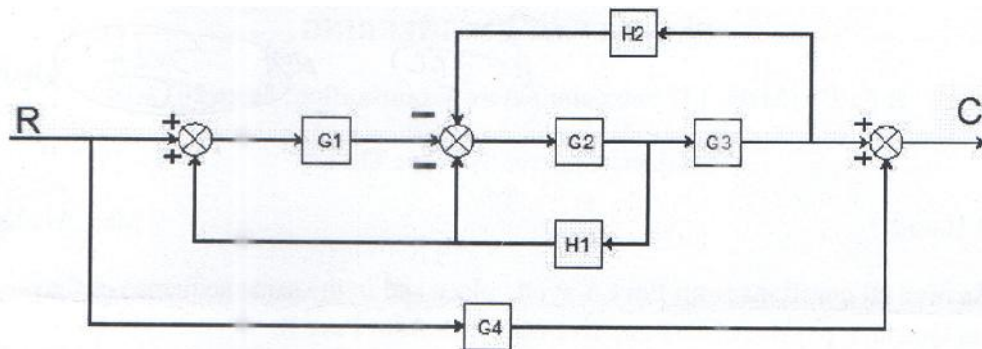 H2
R + − + C
G1 G2 G3
+ − +
H1
G4